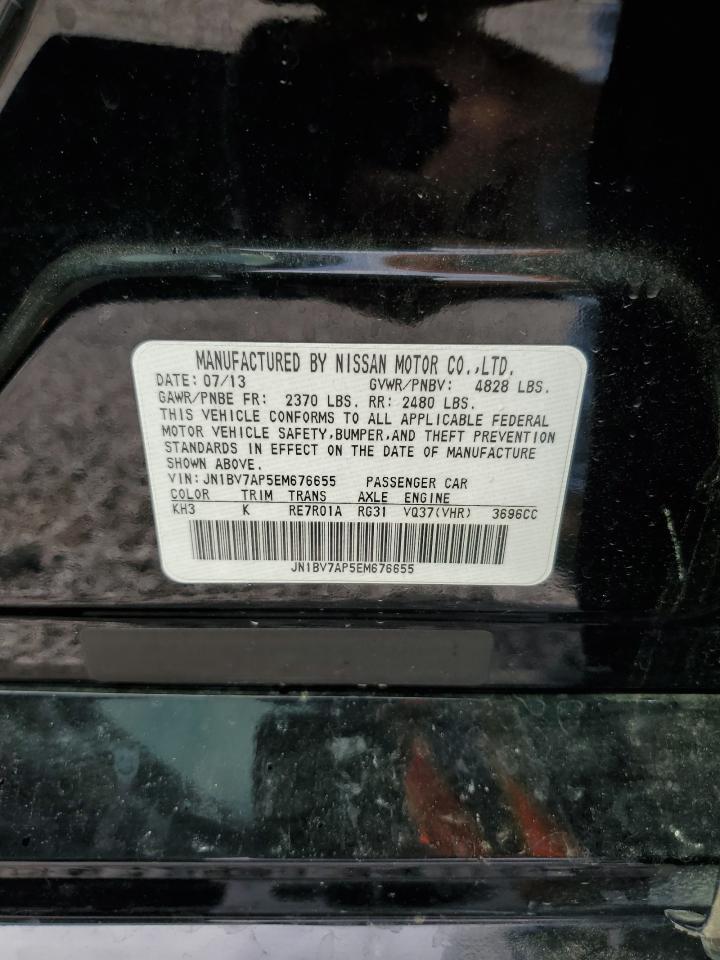 MANUFACTURED BY NISSAN MOTOR CO.,LTD.
DATE: 07/13 GVWR/PNBV: 4828 LBS.
GAWR/PNBE FR: 2370 LBS. RR: 2480 LBS.
THIS VEHICLE CONFORMS TO ALL APPLICABLE FEDERAL
MOTOR VEHICLE SAFETY,BUMPER,AND THEFT PREVENTION
STANDARDS IN EFFECT ON THE DATE OF MANUFACTURE
SHOWN ABOVE.
VIN: JN1BV7AP5EM676655 PASSENGER CAR
COLOR TRIM TRANS AXLE ENGINE
KH3 K RE7R01A RG31 VQ37(VHR) 3696CC
JN1BV7AP5EM676655